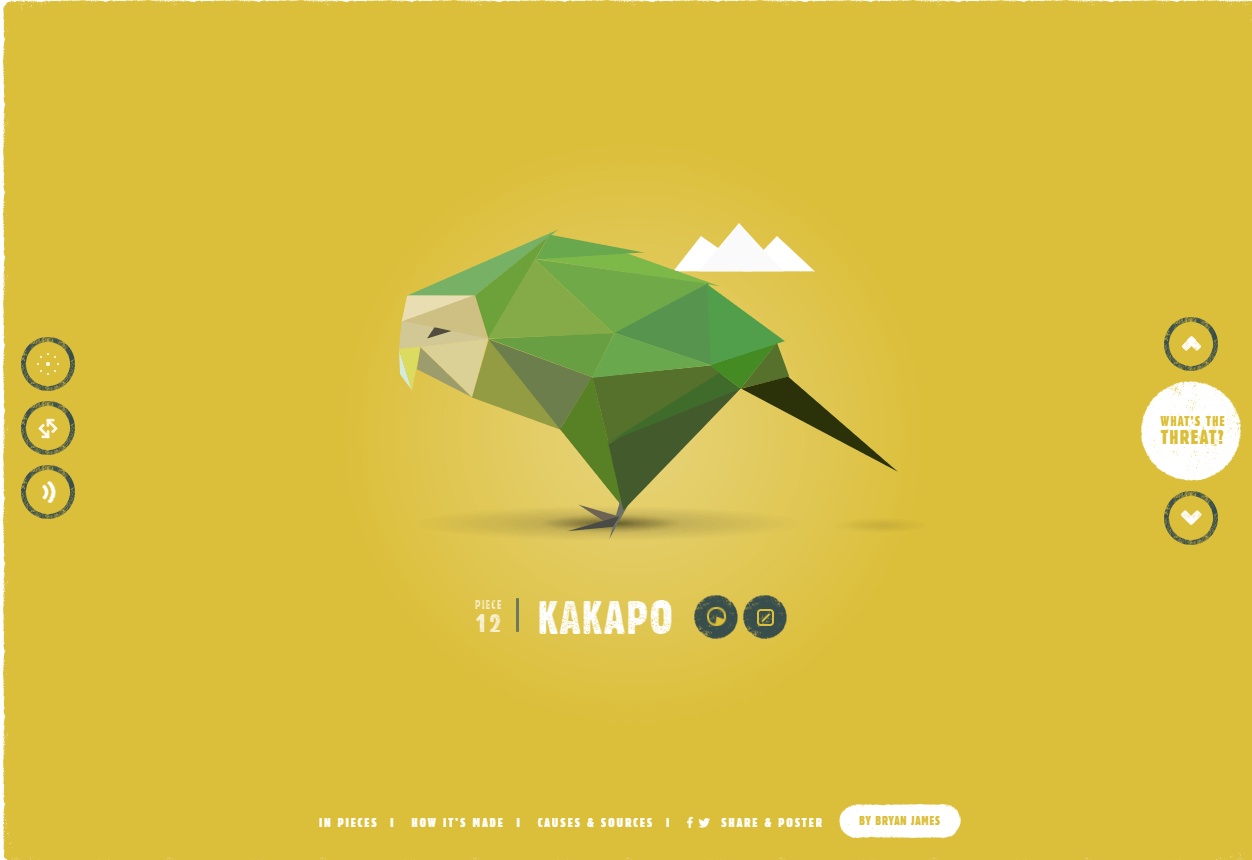 WHAT'S THE
THREAT?
PIECE
12
KAKAPO
IN PIECES I HOW IT'S MADE I CAUSES & SOURCES I SHARE & POSTER BY BRYAN JAMES